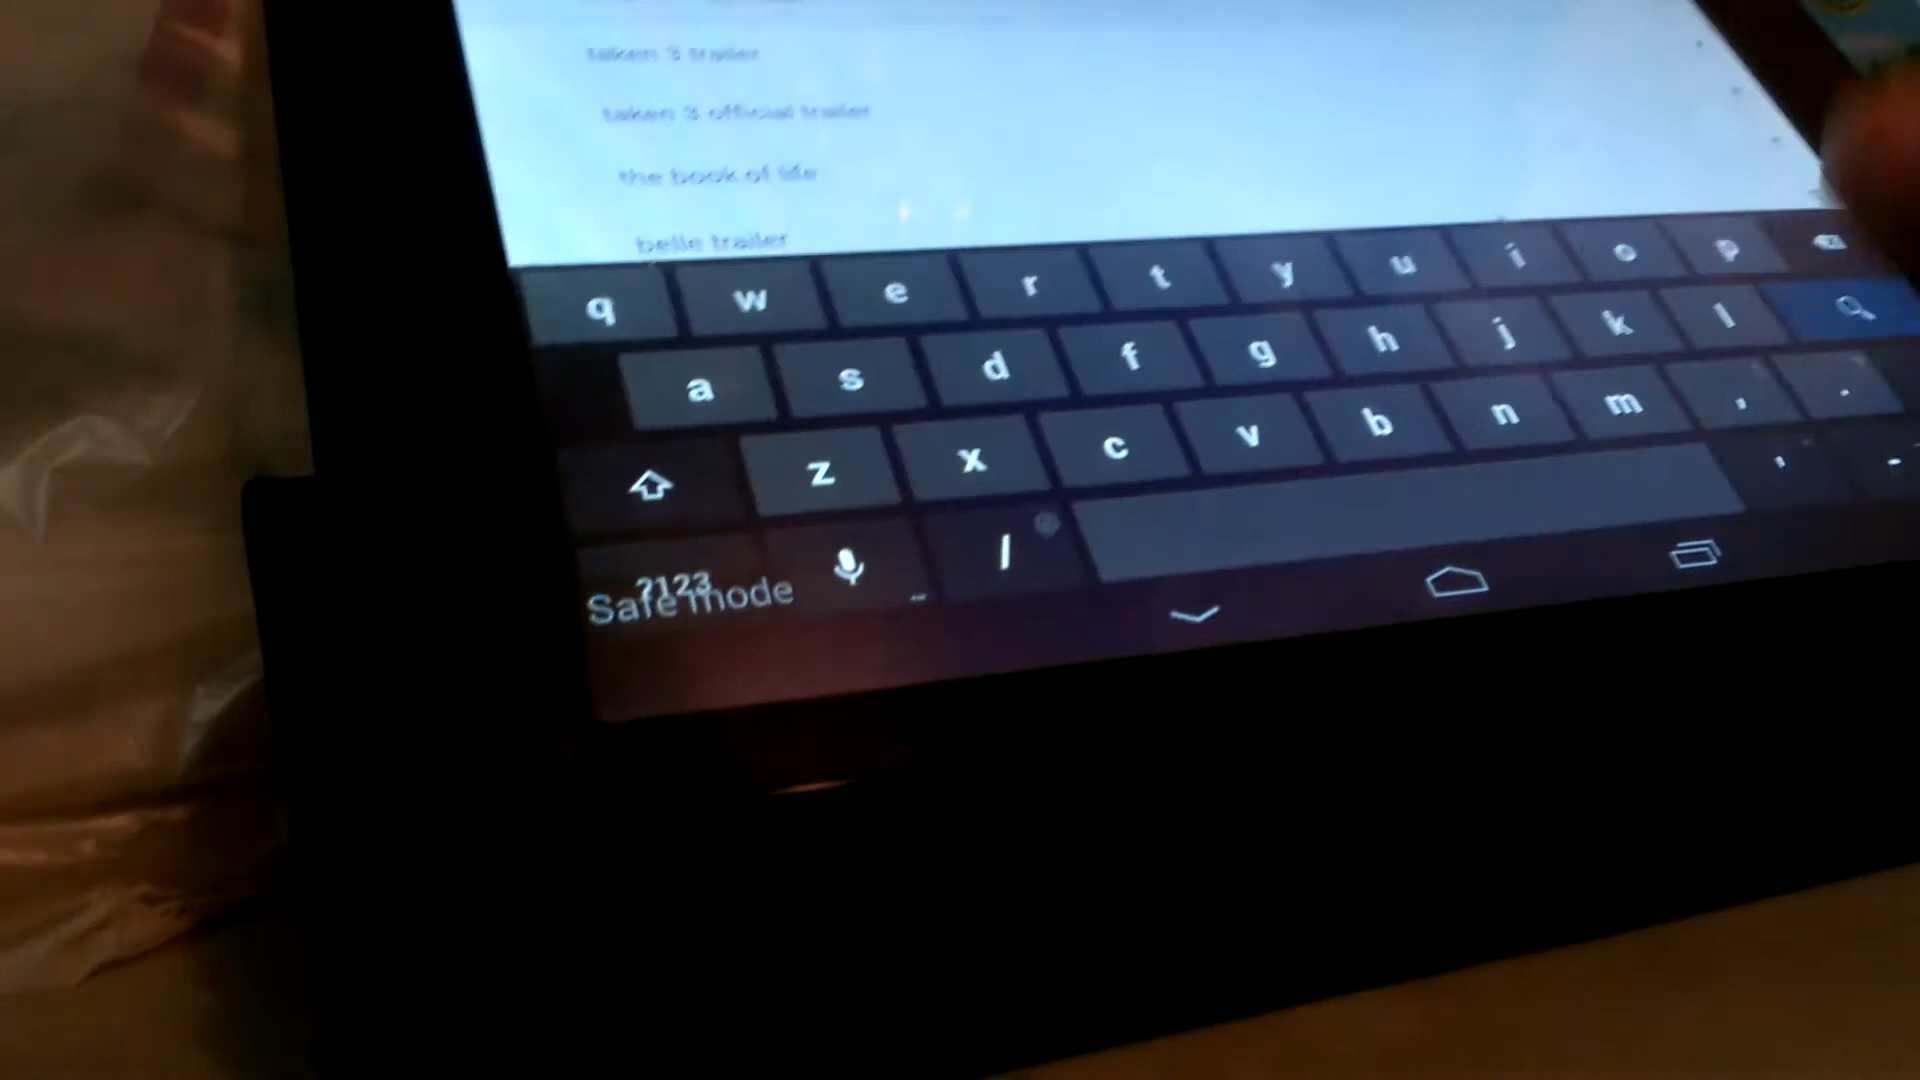 taken 3 trailer
taken 3 official trailer
the book of life
belle trailer
q w e r t y u i o p
a s d f g h j k l
z x c v b n m , .
?123 / ' -
Safe mode